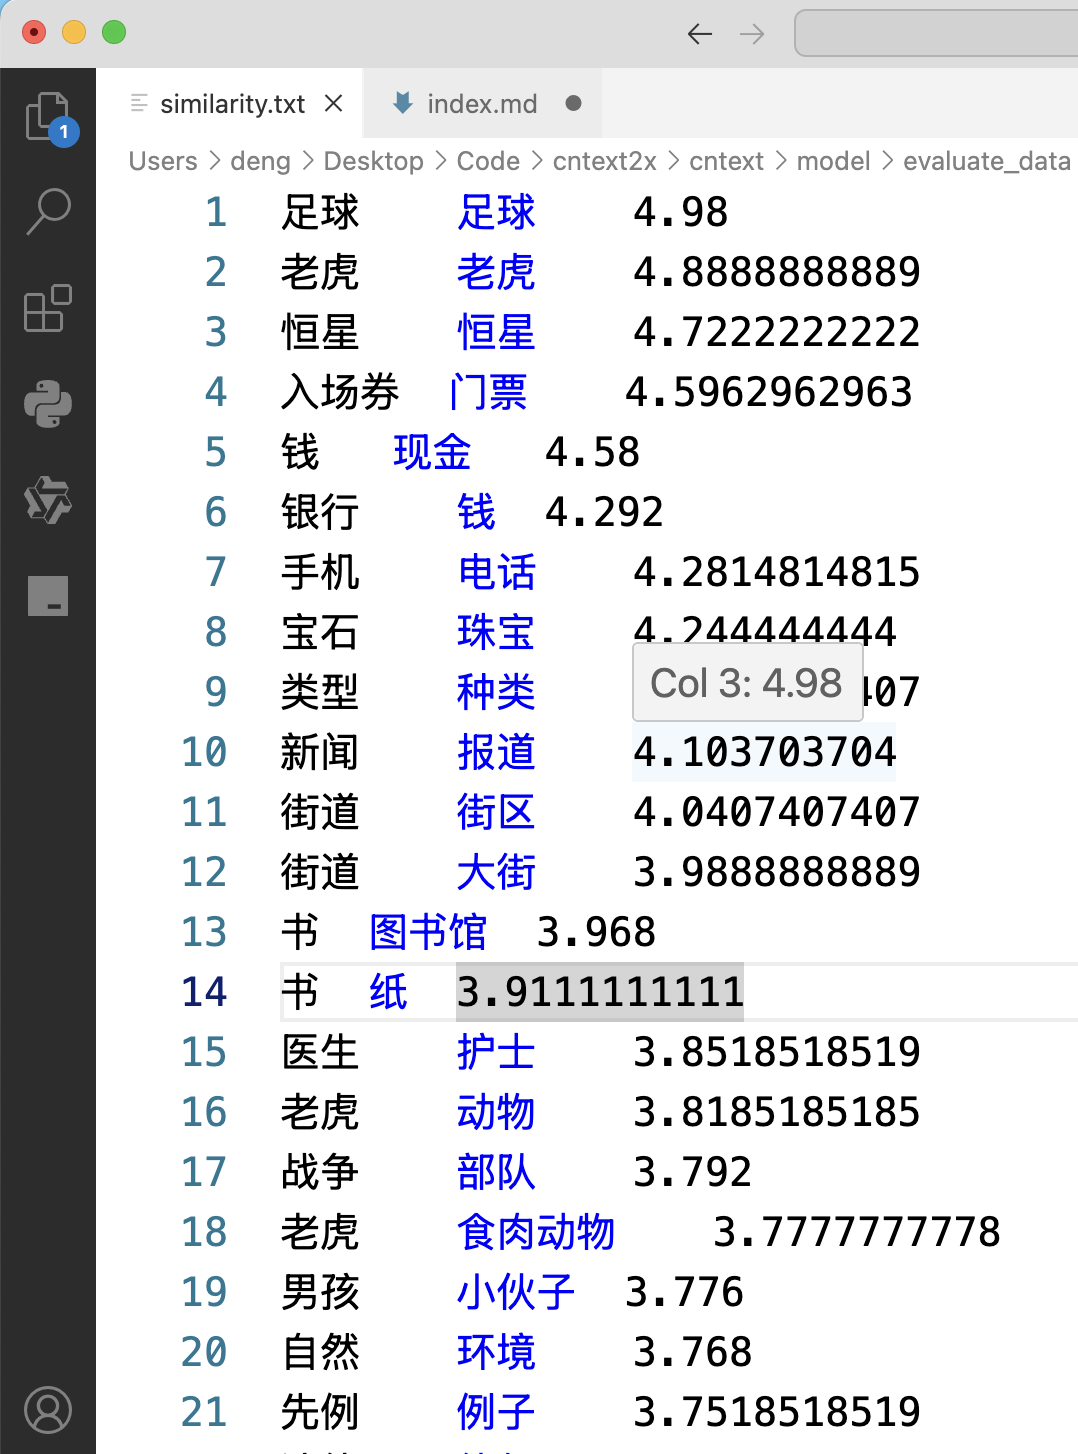 similarity.txt index.md
1
Users > deng > Desktop > Code > cntext2x > cntext > model > evaluate_data
1 足球 足球 4.98
2 老虎 老虎 4.8888888889
3 恒星 恒星 4.7222222222
4 入场券 门票 4.5962962963
5 钱 现金 4.58
6 银行 钱 4.292
7 手机 电话 4.2814814815
8 宝石 珠宝 4.244444444
Col 3: 4.98
9 类型 种类 407
10 新闻 报道 4.103703704
11 街道 街区 4.0407407407
12 街道 大街 3.9888888889
13 书 图书馆 3.968
14 书 纸 3.9111111111
15 医生 护士 3.8518518519
16 老虎 动物 3.8185185185
17 战争 部队 3.792
18 老虎 食肉动物 3.7777777778
19 男孩 小伙子 3.776
20 自然 环境 3.768
21 先例 例子 3.7518518519